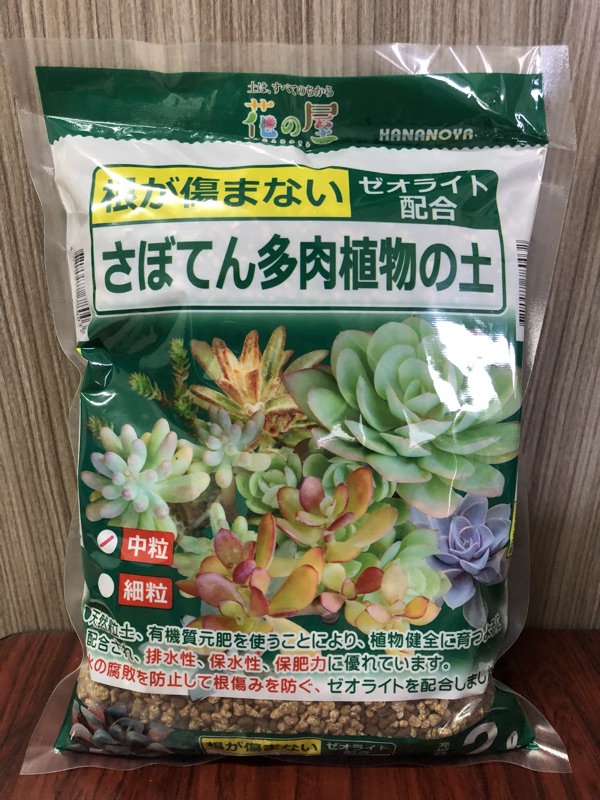 土は、すべてのちから
花の屋
HANANOYA
根が傷まない
ゼオライト
配合
さぼてん多肉植物の土
中粒
細粒
天然粒土、有機質元肥を使うことにより、植物健全に育つ
配合され、排水性、保水性、保肥力に優れています。
水の腐敗を防止して根傷みを防ぐ、ゼオライトを配合しまし
根が傷まない
ゼオライト